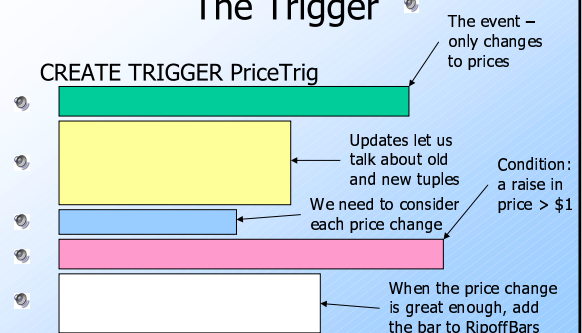 The Trigger
The event –
only changes
to prices
CREATE TRIGGER PriceTrig
Updates let us
talk about old
and new tuples
Condition:
a raise in
price > $1
We need to consider
each price change
When the price change
is great enough, add
the bar to RipoffBars